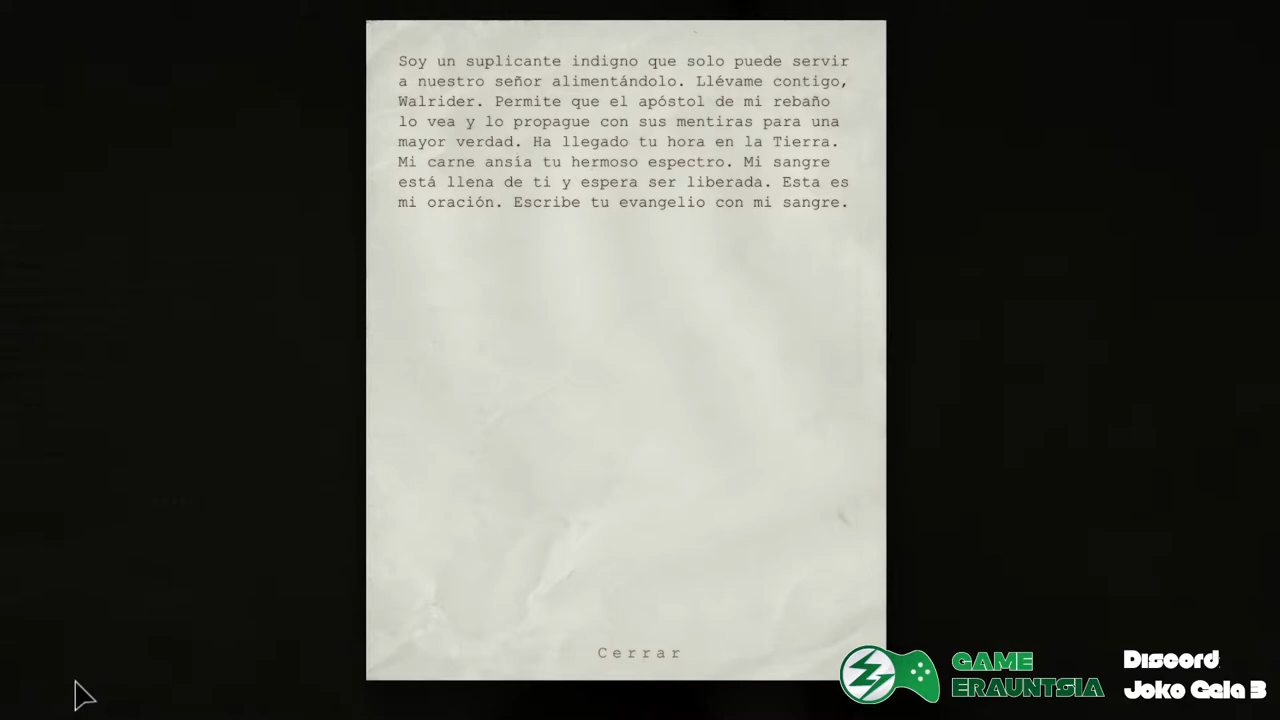 Soy un suplicante indigno que solo puede servir
a nuestro señor alimentándolo. Llévame contigo,
Walrider. Permite que el apóstol de mi rebaño
lo vea y lo propague con sus mentiras para una
mayor verdad. Ha llegado tu hora en la Tierra.
Mi carne ansía tu hermoso espectro. Mi sangre
está llena de ti y espera ser liberada. Esta es
mi oración. Escribe tu evangelio con mi sangre.
Cerrar
GAME
ERAUNTSIA
Discord
Joko Gela 3